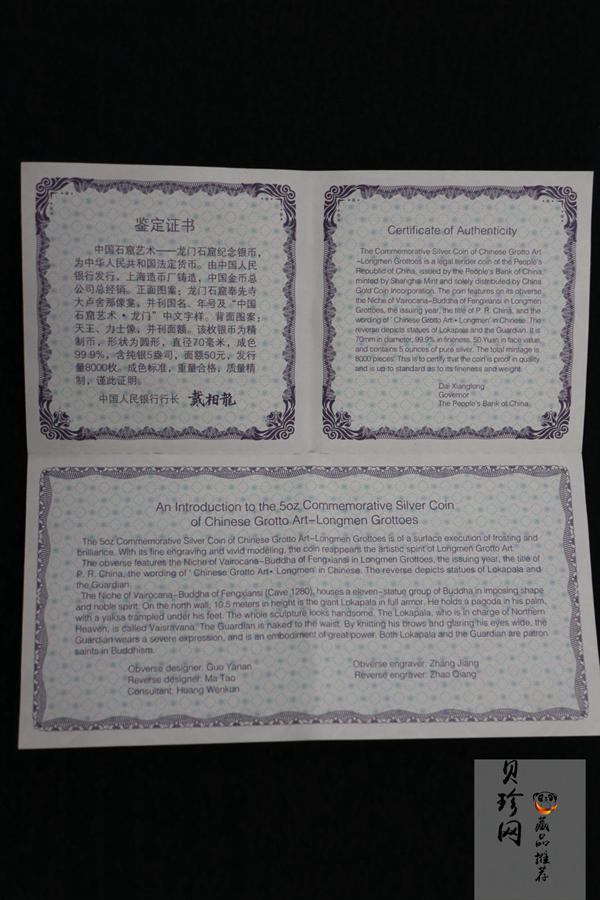 鉴定证书
中国石窟艺术——龙门石窟纪念银币，
为中华人民共和国法定货币。由中国人民
银行发行，上海造币厂铸造，中国金币总
公司总经销。正面图案：龙门石窟奉先寺
大卢舍那像龛，并刊国名、年号及“中国
石窟艺术·龙门”中文字样。背面图案：
天王、力士像，并刊面额。该枚银币为精
制币，形状为圆形，直径70毫米，成色
99.9%，含纯银5盎司，面额50元，发行
量8000枚。成色标准，重量合格，质量精
制，谨此证明。
中国人民银行行长 戴相龍
Certificate of Authenticity
The Commemorative Silver Coin of Chinese Grotto Art
-Longmen Grottoes is a legal tender coin of the People's
Republic of China, issued by the People's Bank of China,
minted by Shanghai Mint and solely distributed by China
Gold Coin Incorporation. The coin features on its obverse
the Niche of Vairocana-Buddha of Fengxiansi in Longmen
Grottoes, the issuing year, the title of P. R. China, and the
wording of ' Chinese Grotto Art• Longmen' in Chinese. The
reverse depicts statues of Lokapala and the Guardian. It is
70mm in diameter, 99.9% in fineness, 50 Yuan in face value,
and contains 5 ounces of pure silver. The total mintage is
8000 pieces. This is to certify that the coin is proof in quality
and is up to standard as to its fineness and weight.
Dai Xianglong
Governor
The People's Bank of China
An Introduction to the 5oz Commemorative Silver Coin
of Chinese Grotto Art-Longmen Grottoes
The 5oz Commemorative Silver Coin of Chinese Grotto Art-Longmen Grottoes is of a surface execution of frosting and
brilliance. With its fine engraving and vivid modeling, the coin reappears the artistic spirit of Longmen Grotto Art.
The obverse features the Niche of Vairocana-Buddha of Fengxiansi in Longmen Grottoes, the issuing year, the title of
P. R. China, the wording of ' Chinese Grotto Art• Longmen' in Chinese. The reverse depicts statues of Lokapala and
the Guardian.
The Niche of Vairocana-Buddha of Fengxiansi (Cave 1280), houses a eleven-statue group of Buddha in imposing shape
and noble spirit. On the north wall, 10.5 meters in height is the giant Lokapala in full armor. He holds a pagoda in his palm,
with a yaksa trampled under his feet. The whole sculpture looks handsome. The Lokapala, who is in charge of Northern
Heaven, is called Vaisravana. The Guardian is naked to the waist. By knitting his brows and glaring his eyes wide, the
Guardian wears a severe expression, and is an embodiment of great power. Both Lokapala and the Guardian are patron
saints in Buddhism.
Obverse designer: Guo Yanan
Reverse designer: Ma Tao
Consultant: Huang Wenkun
Obverse engraver: Zhang Jiang
Reverse engraver: Zhao Qiang
贝珍网
藏品推荐